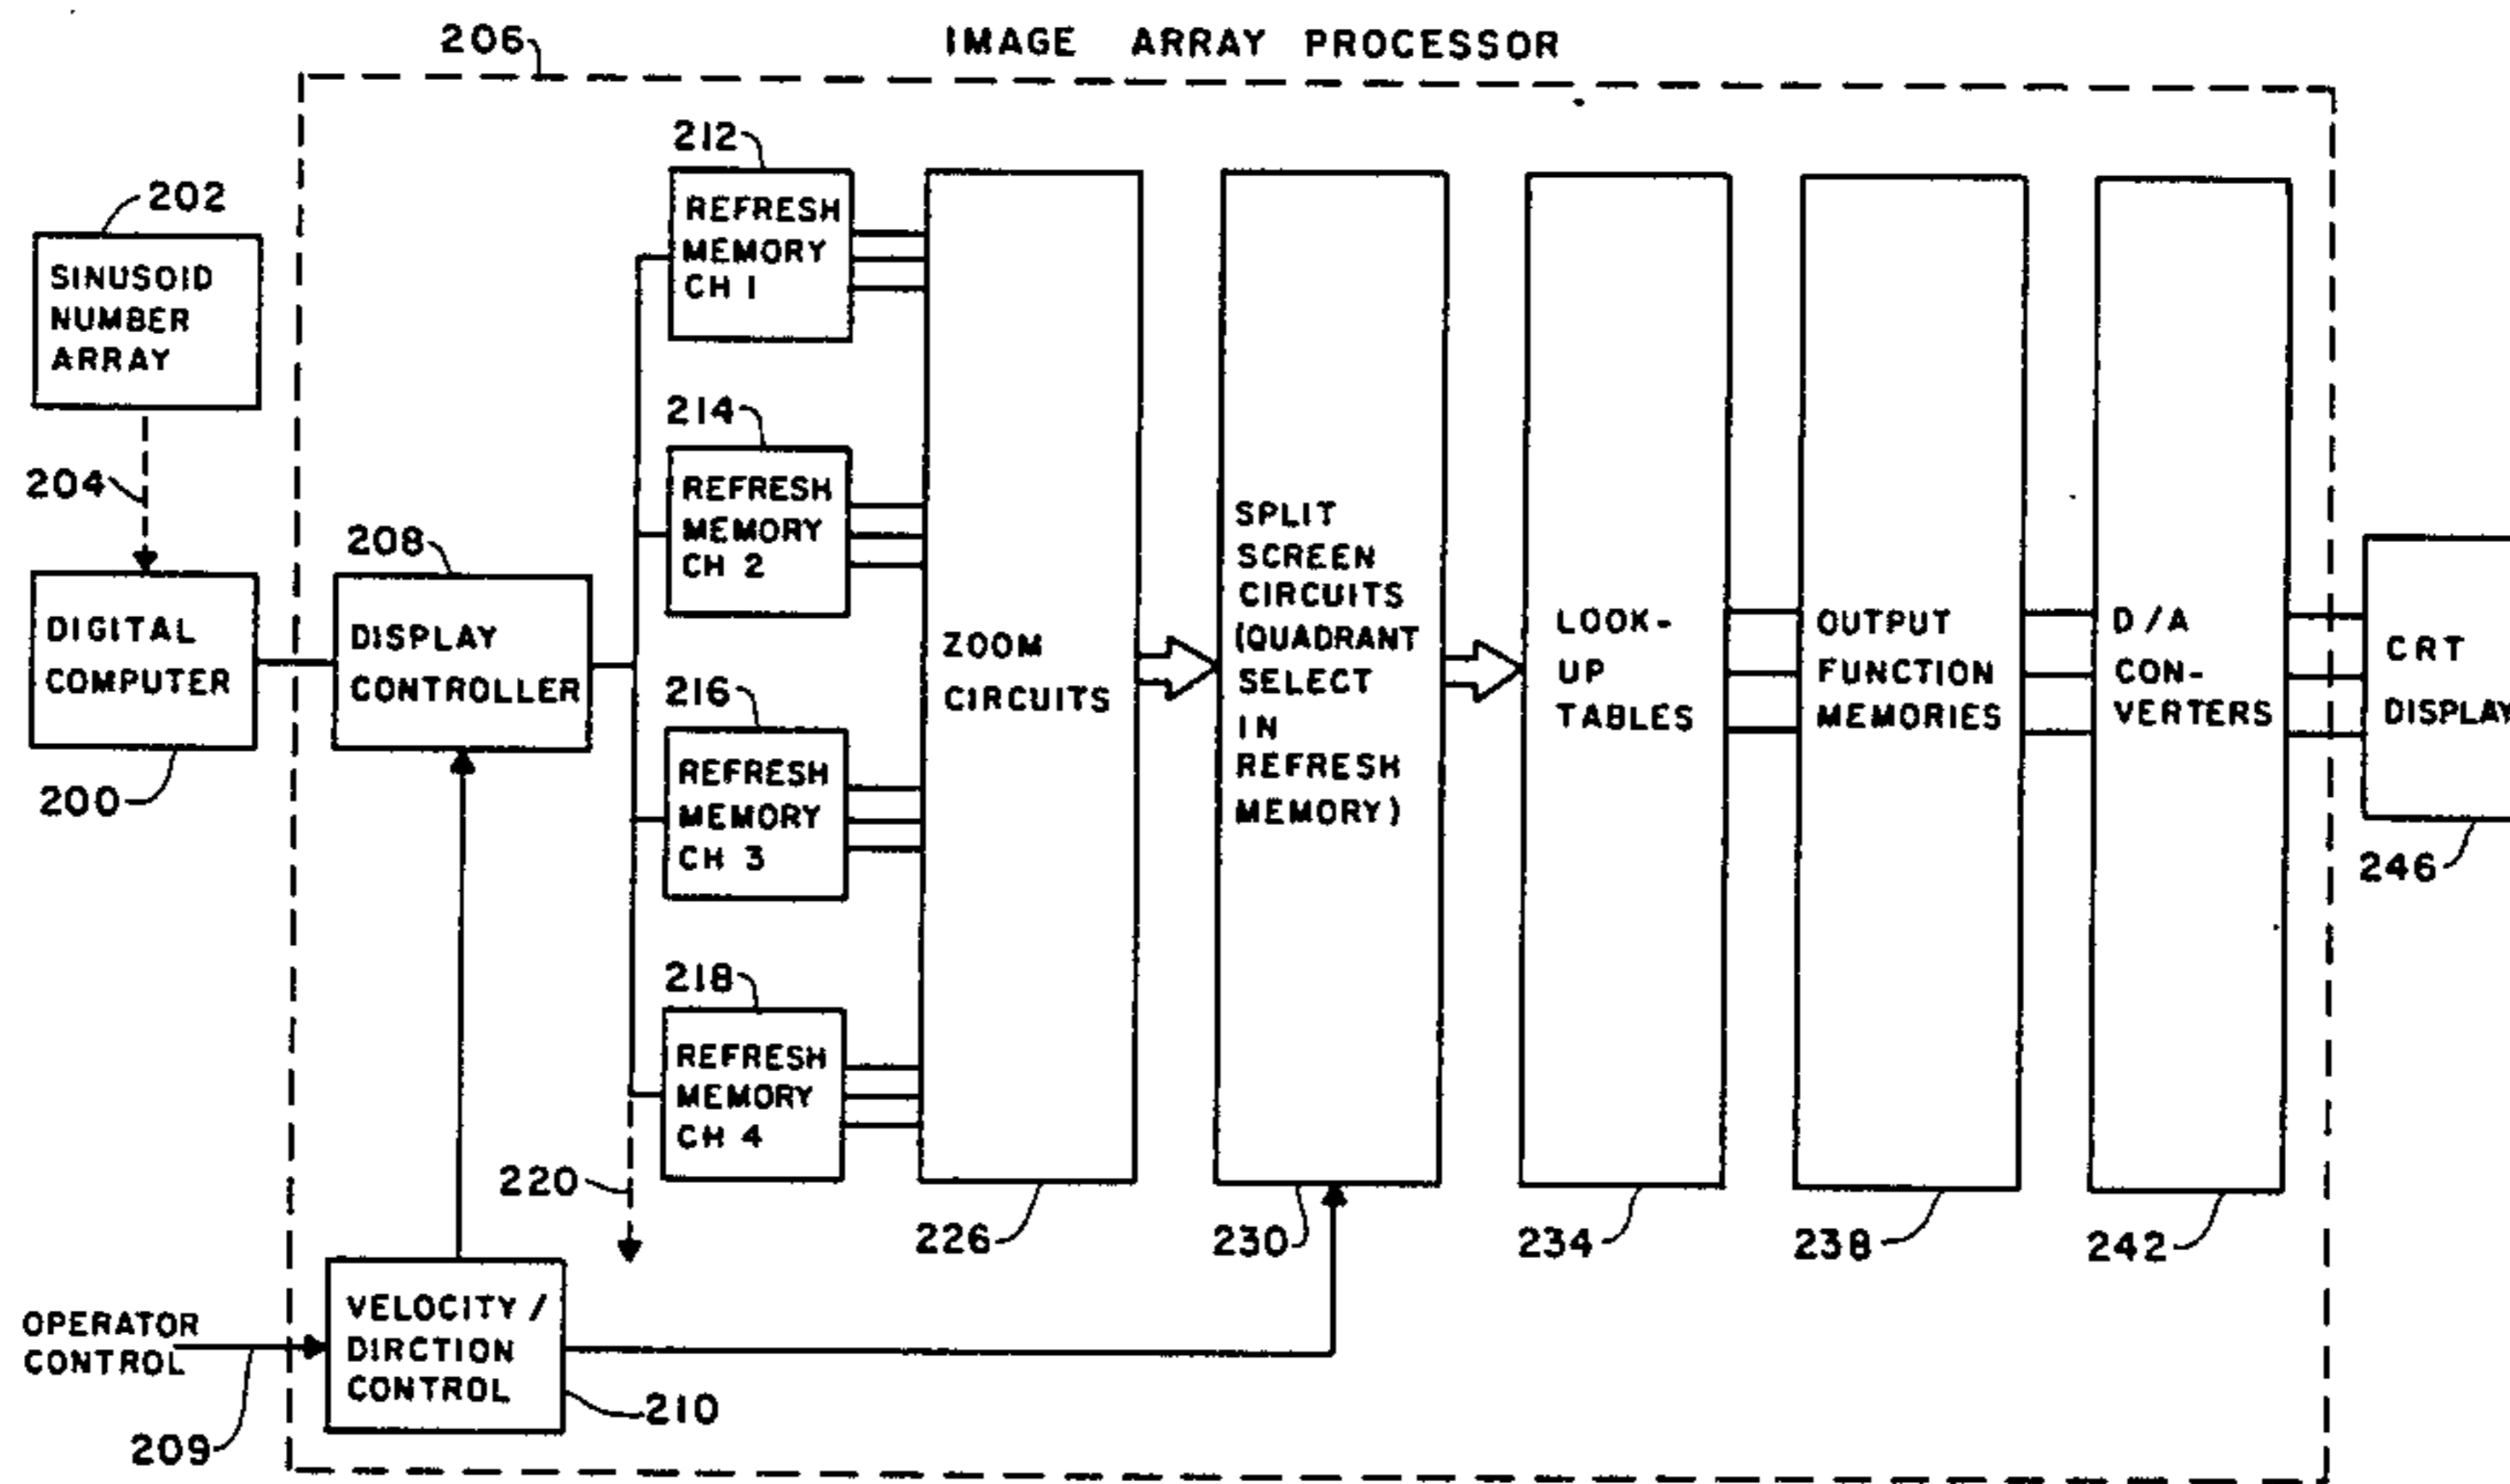 206
IMAGE ARRAY PROCESSOR
202
SINUSOID
NUMBER
ARRAY
204
DIGITAL
COMPUTER
200
208
DISPLAY
CONTROLLER
212
REFRESH
MEMORY
CH 1
214
REFRESH
MEMORY
CH 2
216
REFRESH
MEMORY
CH 3
218
REFRESH
MEMORY
CH 4
220
ZOOM
CIRCUITS
226
SPLIT
SCREEN
CIRCUITS
(QUADRANT
SELECT
IN
REFRESH
MEMORY)
230
LOOK-
UP
TABLES
234
OUTPUT
FUNCTION
MEMORIES
238
D/A
CON-
VERTERS
242
CRT
DISPLAY
246
OPERATOR
CONTROL
209
VELOCITY/
DIRCTION
CONTROL
210